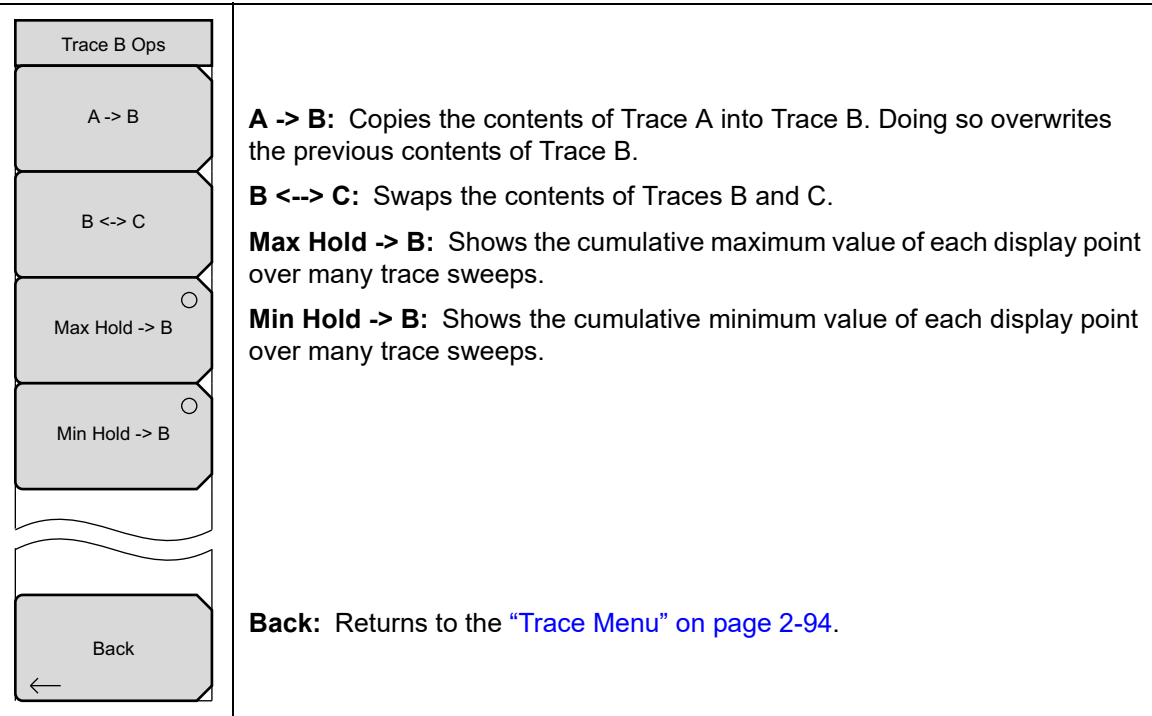 Trace B Ops
A -> B
B <-> C
Max Hold -> B
Min Hold -> B
Back
A -> B: Copies the contents of Trace A into Trace B. Doing so overwrites
the previous contents of Trace B.
B <--> C: Swaps the contents of Traces B and C.
Max Hold -> B: Shows the cumulative maximum value of each display point
over many trace sweeps.
Min Hold -> B: Shows the cumulative minimum value of each display point
over many trace sweeps.
Back: Returns to the “Trace Menu” on page 2-94.